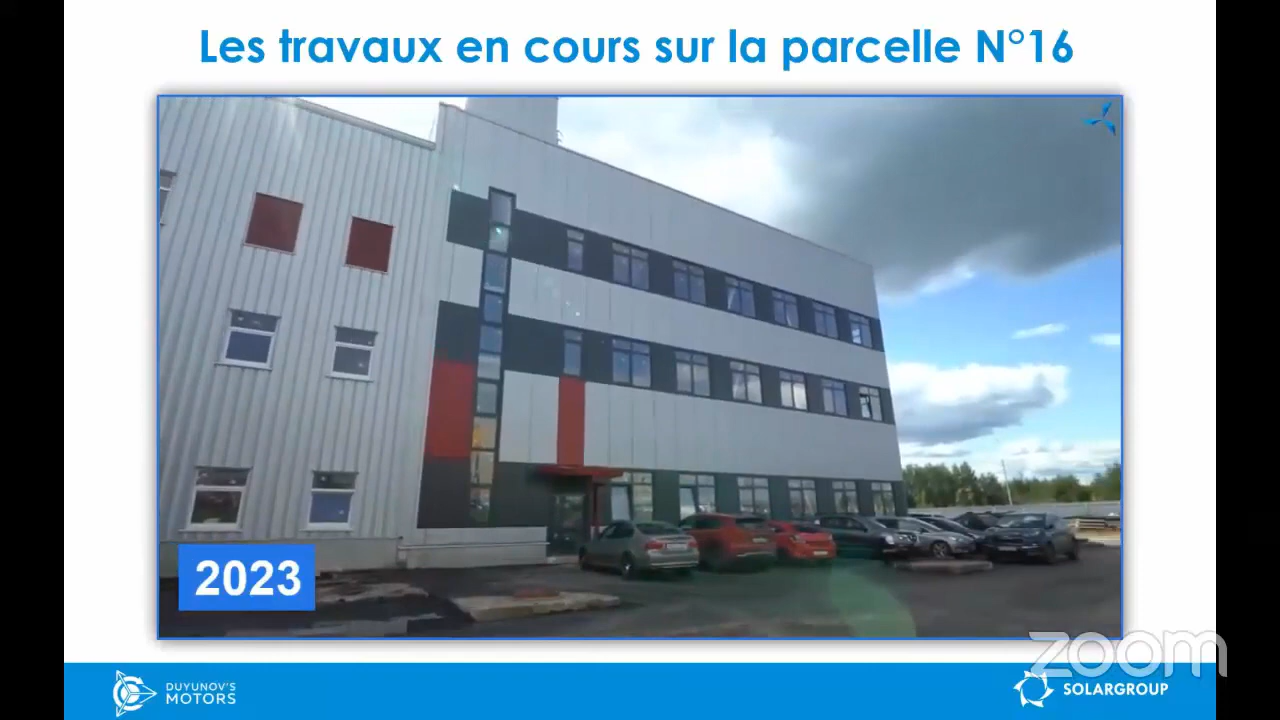 Les travaux en cours sur la parcelle N°16
2023
zoom
DUYUNOV'S
MOTORS
SOLARGROUP